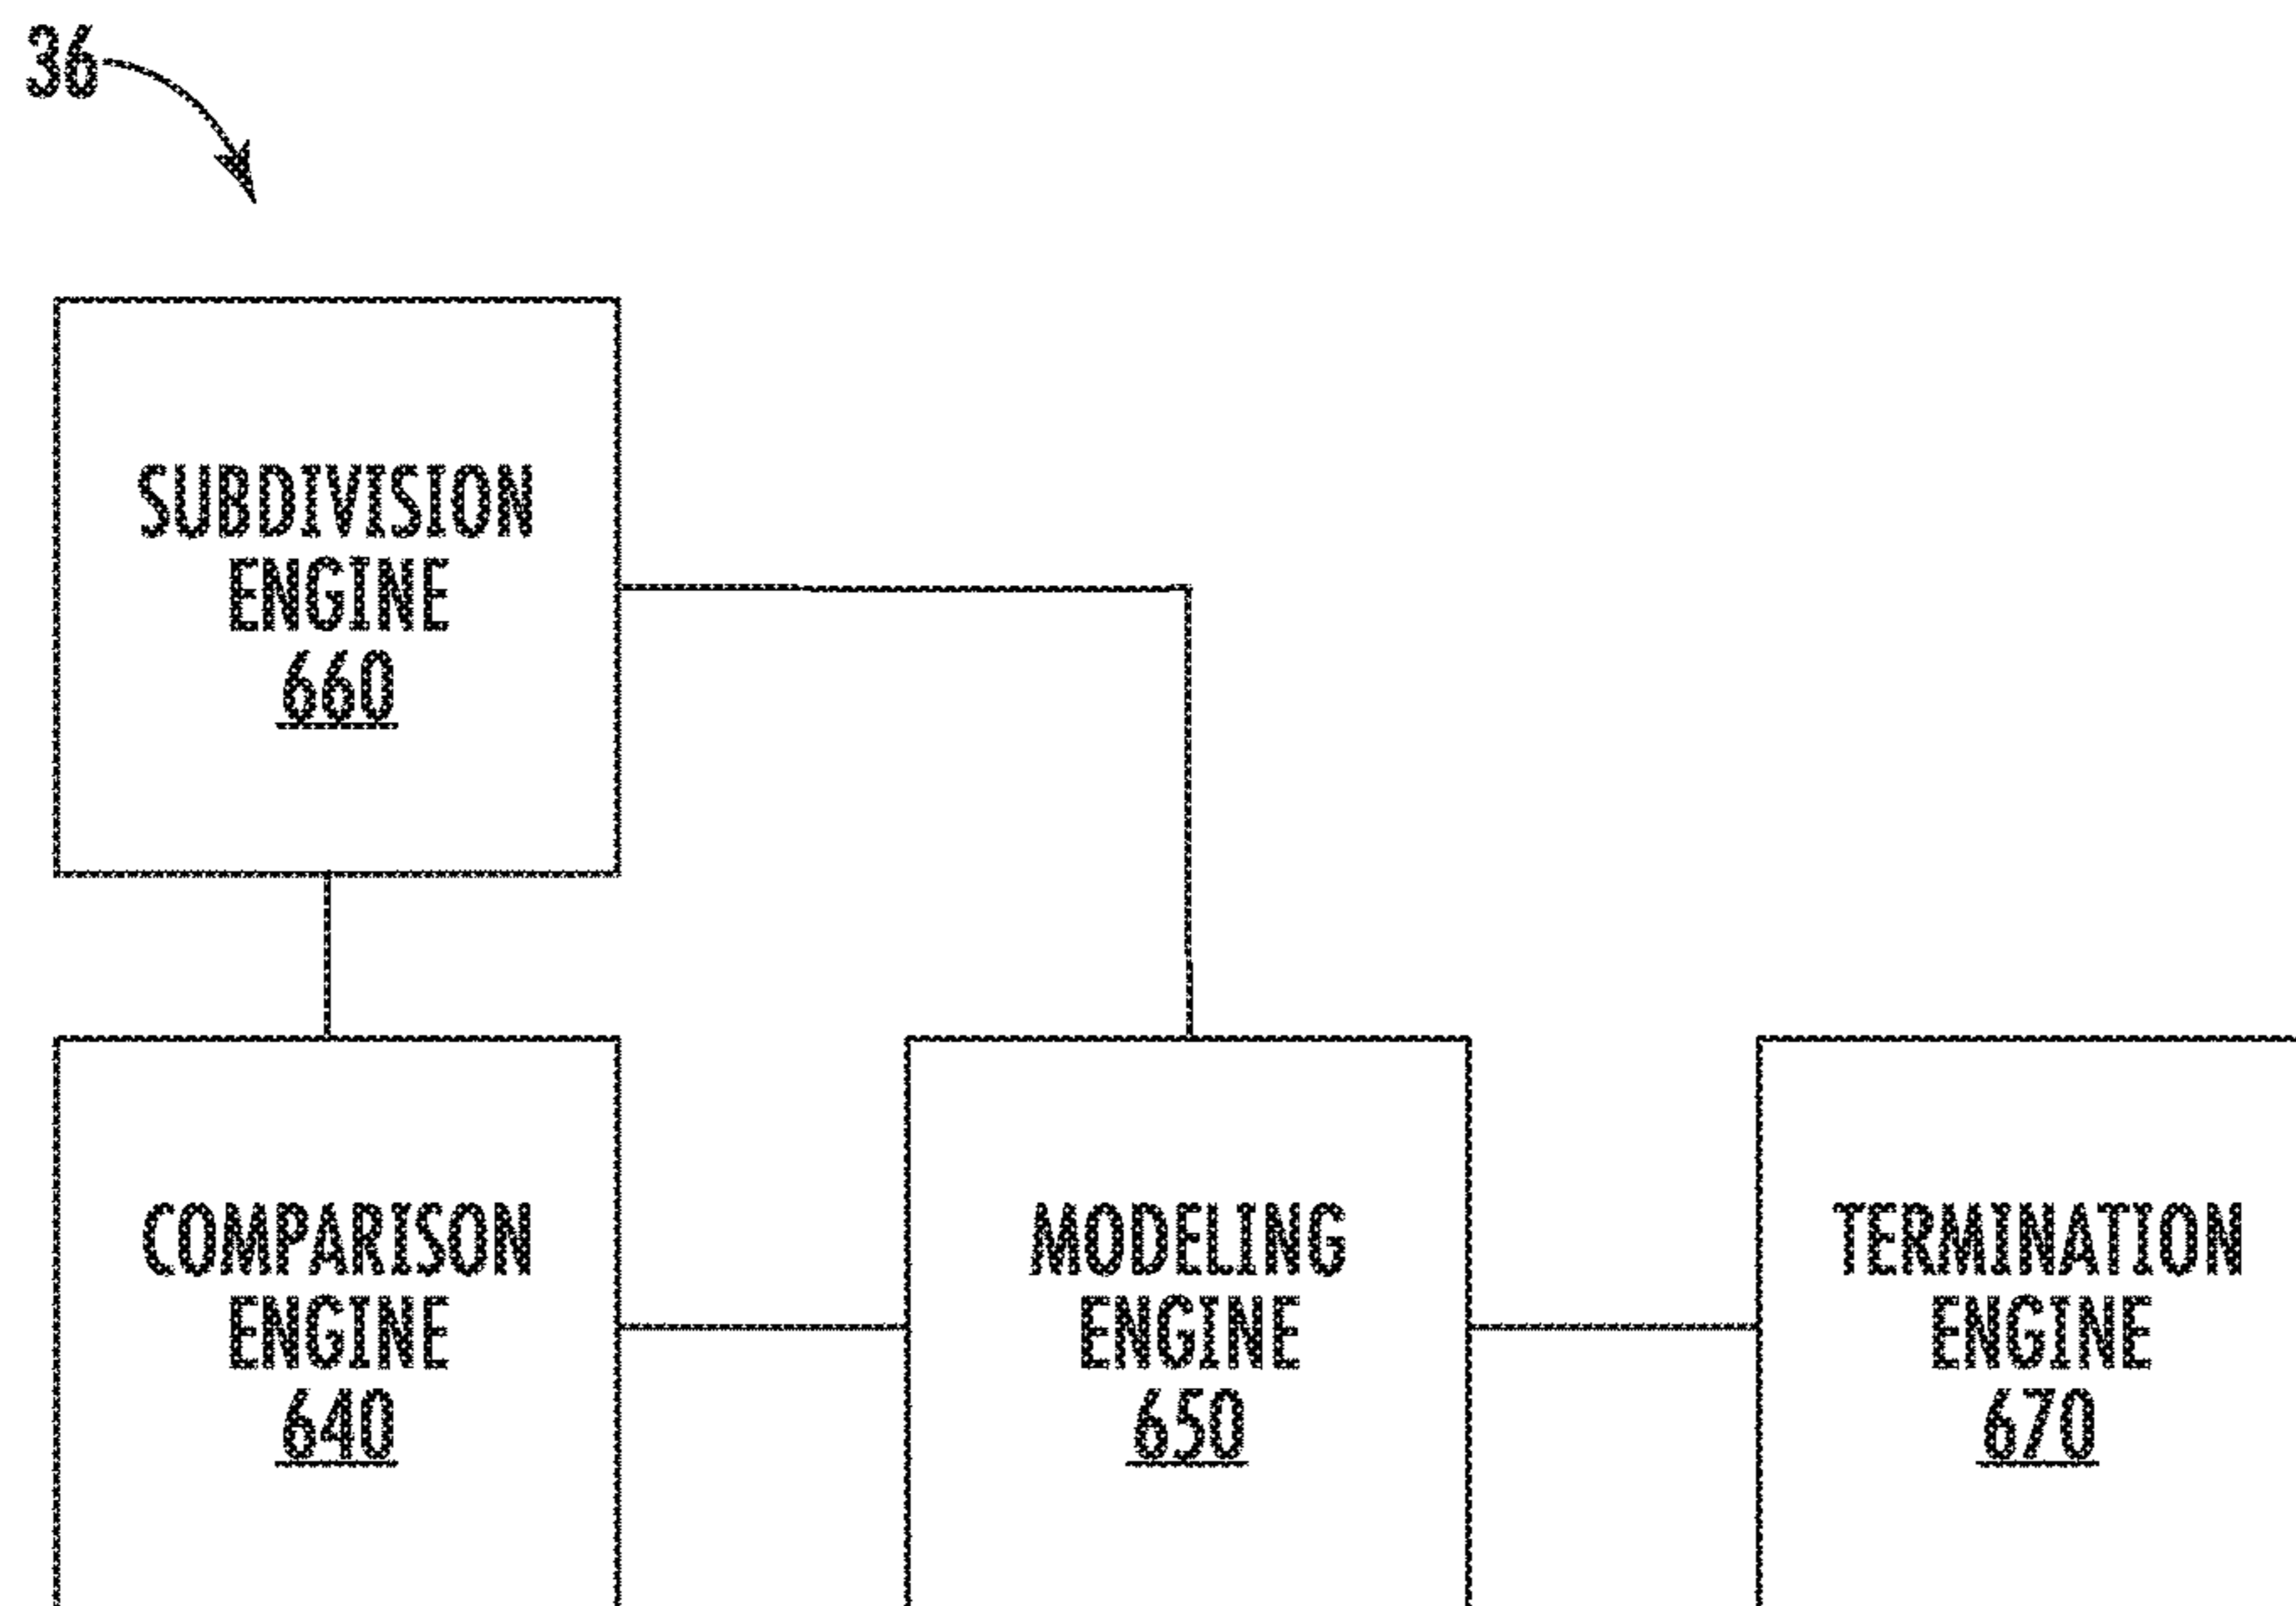 36
SUBDIVISION
ENGINE
660
COMPARISON
ENGINE
640
MODELING
ENGINE
650
TERMINATION
ENGINE
670